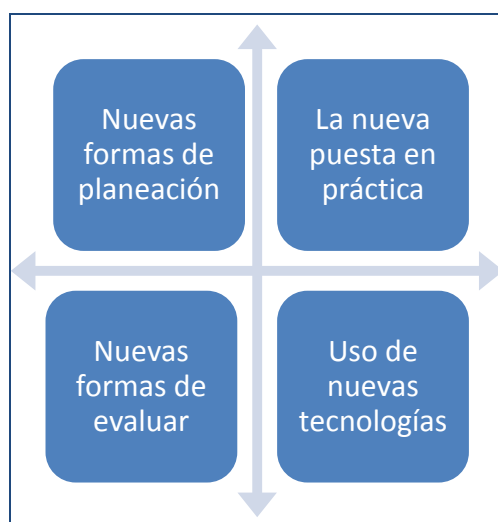 Nuevas
formas de
planeación
La nueva
puesta en
práctica
Nuevas
formas de
evaluar
Uso de
nuevas
tecnologías